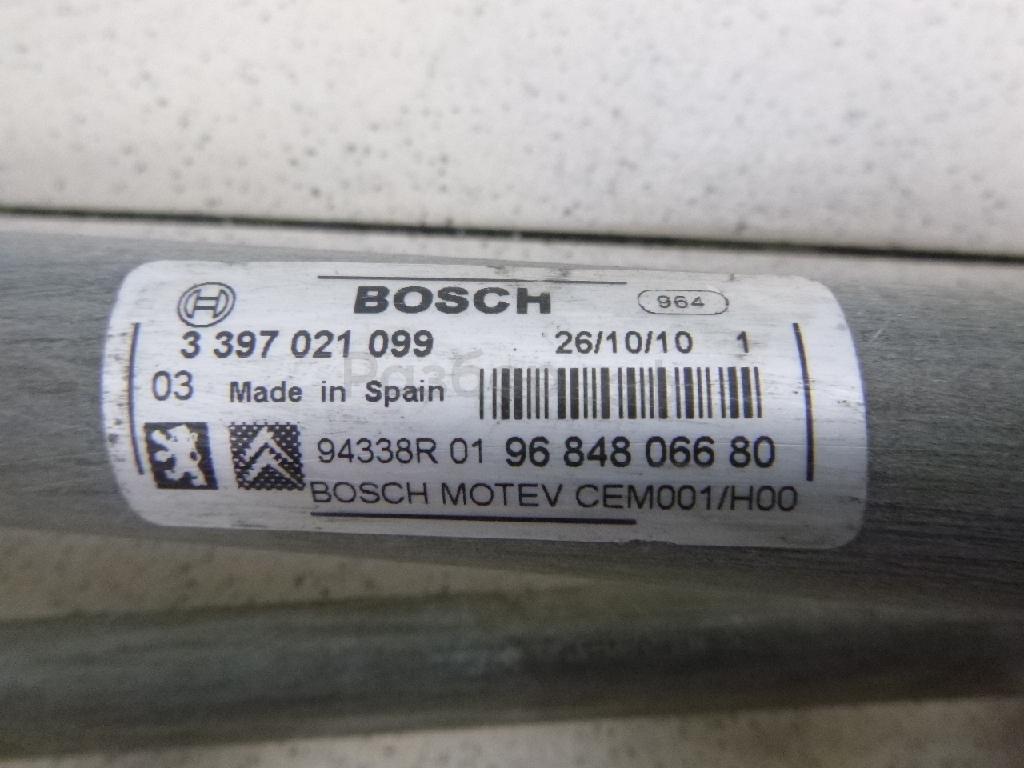 BOSCH 964
3 397 021 099 26/10/10 1
03 Made in Spain
94338R 01 96 848 066 80
BOSCH MOTEV CEM001/H00